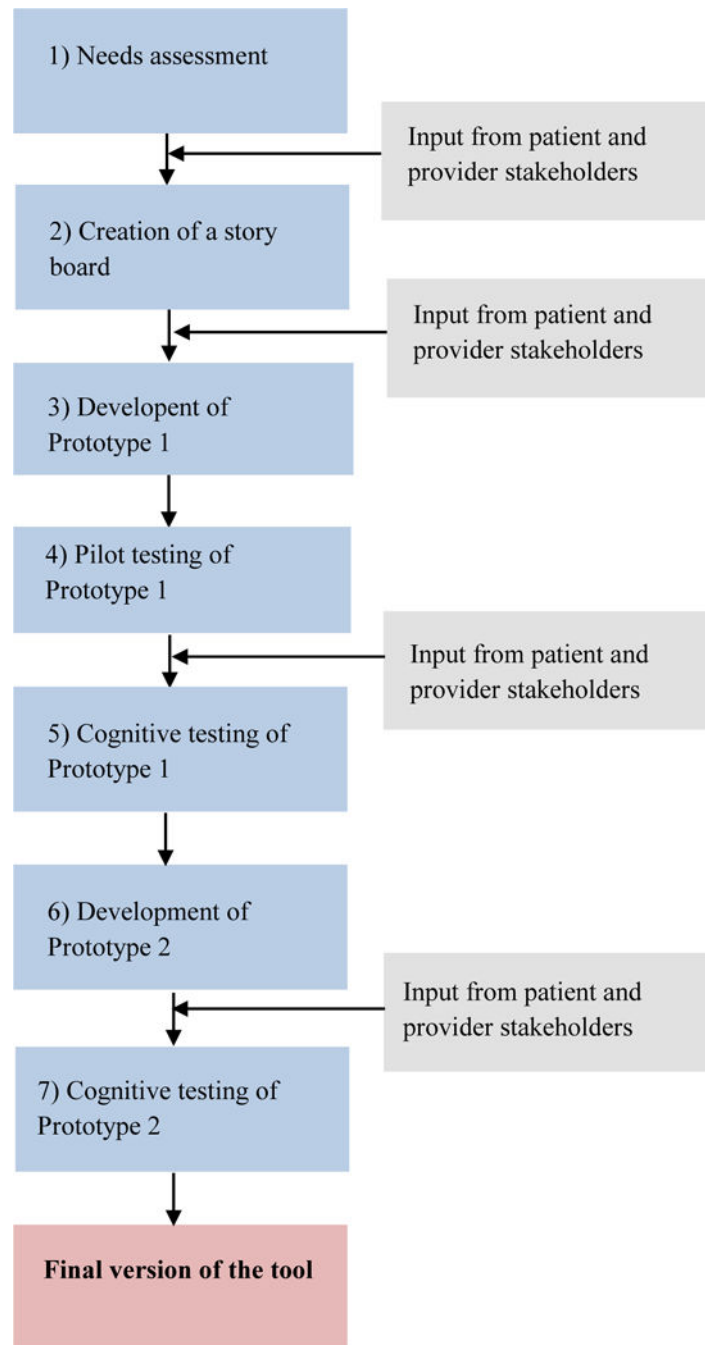 1) Needs assessment
Input from patient and
provider stakeholders
2) Creation of a story
board
Input from patient and
provider stakeholders
3) Developent of
Prototype 1
4) Pilot testing of
Prototype 1
Input from patient and
provider stakeholders
5) Cognitive testing of
Prototype 1
6) Development of
Prototype 2
Input from patient and
provider stakeholders
7) Cognitive testing of
Prototype 2
Final version of the tool